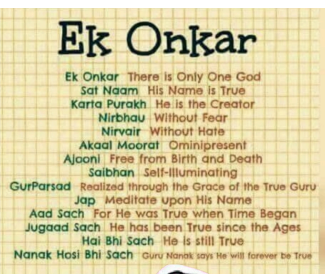 Ek Onkar
Ek Onkar There is Only One God
Sat Naam His Name is True
Karta Purakh He is the Creator
Nirbhau Without Fear
Nirvair Without Hate
Akaal Moorat Ominipresent
Ajooni Free from Birth and Death
Saibhan Self-Illuminating
GurParsad Realized through the Grace of The True Guru
Jap Meditate upon His Name
Aad Sach For He was True when Time Began
Jugaad Sach He has been True since the Ages
Hai Bhi Sach He is still True
Nanak Hosi Bhi Sach Guru Nanak says He will forever be True